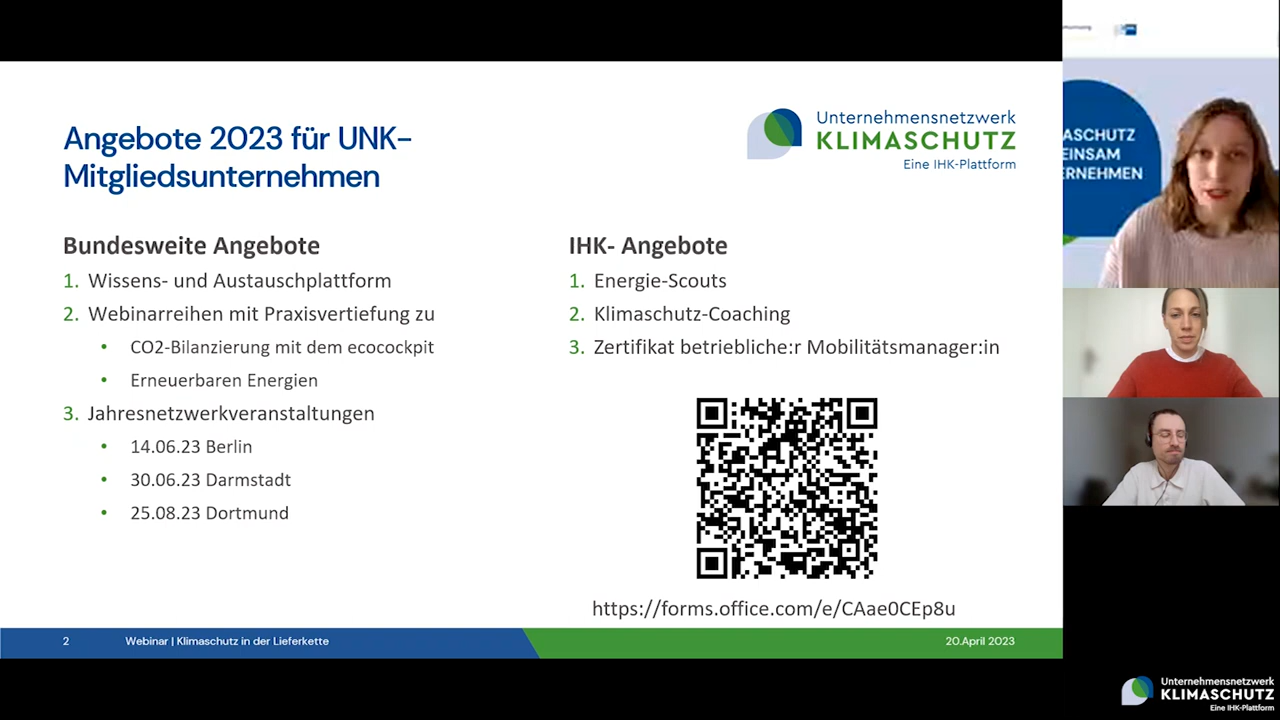 Angebote 2023 für UNK-
Mitgliedsunternehmen
Unternehmensnetzwerk
KLIMASCHUTZ
Eine IHK-Plattform
Bundesweite Angebote
1. Wissens- und Austauschplattform
2. Webinarreihen mit Praxisvertiefung zu
• CO2-Bilanzierung mit dem ecocockpit
• Erneuerbaren Energien
3. Jahresnetzwerkveranstaltungen
• 14.06.23 Berlin
• 30.06.23 Darmstadt
• 25.08.23 Dortmund
IHK- Angebote
1. Energie-Scouts
2. Klimaschutz-Coaching
3. Zertifikat betriebliche:r Mobilitätsmanager:in
https://forms.office.com/e/CAae0CEp8u
2 Webinar | Klimaschutz in der Lieferkette 20.April 2023
ASCHUTZ
EINSAM
ERNEHMEN
Unternehmensnetzwerk
KLIMASCHUTZ
Eine IHK-Plattform